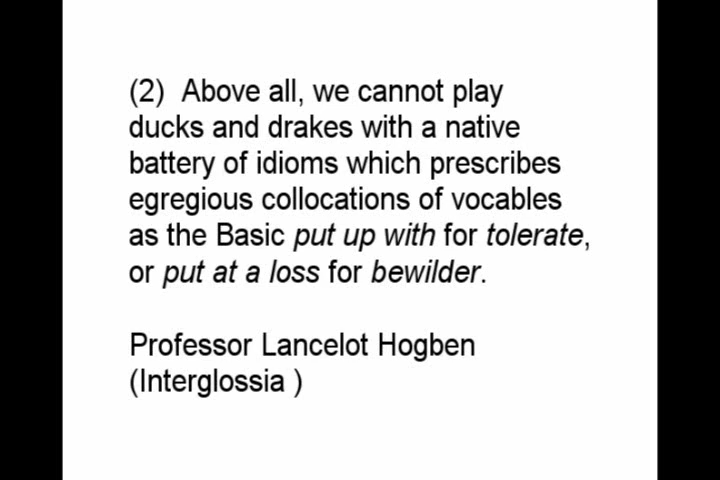 (2) Above all, we cannot play
ducks and drakes with a native
battery of idioms which prescribes
egregious collocations of vocables
as the Basic put up with for tolerate,
or put at a loss for bewilder.
Professor Lancelot Hogben
(Interglossia )